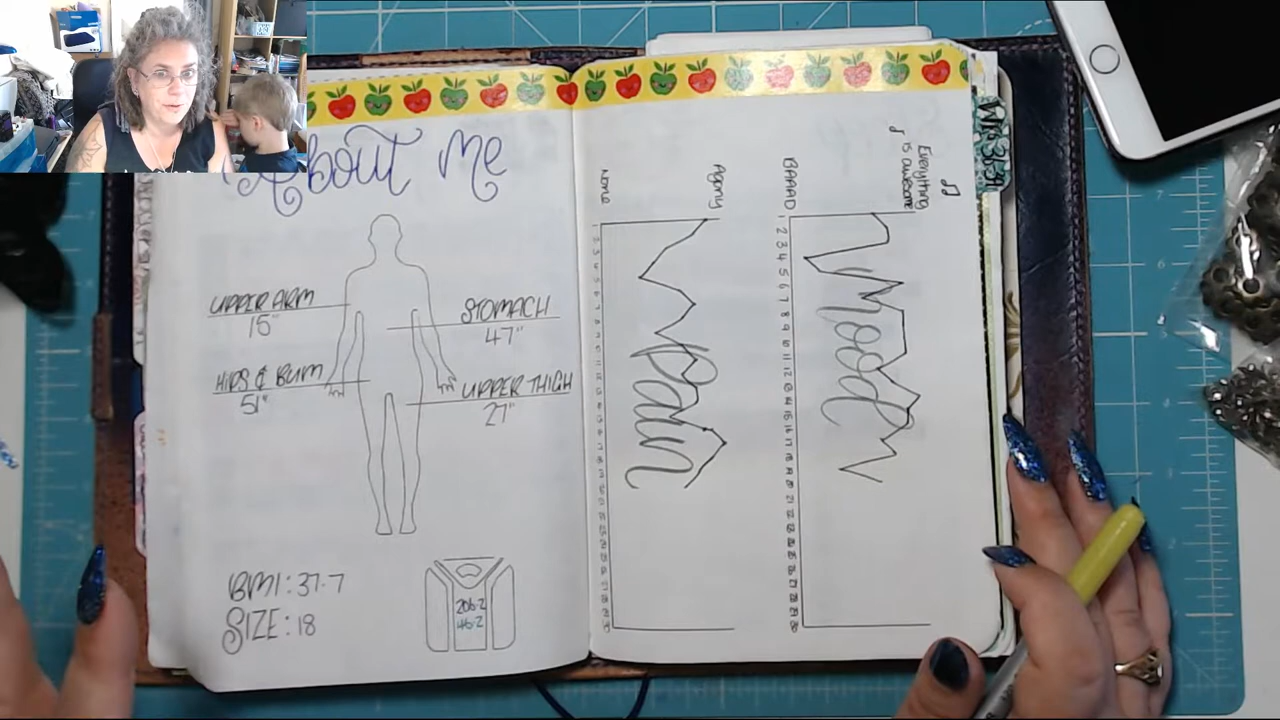 About Me
UPPER ARM
15"
STOMACH
47"
HIPS & BUM
51"
UPPER THIGH
27"
BMI: 37.7
SIZE: 18
206.2
None
Agony
Pain
BAAAD
Everything
is awesome
Mood